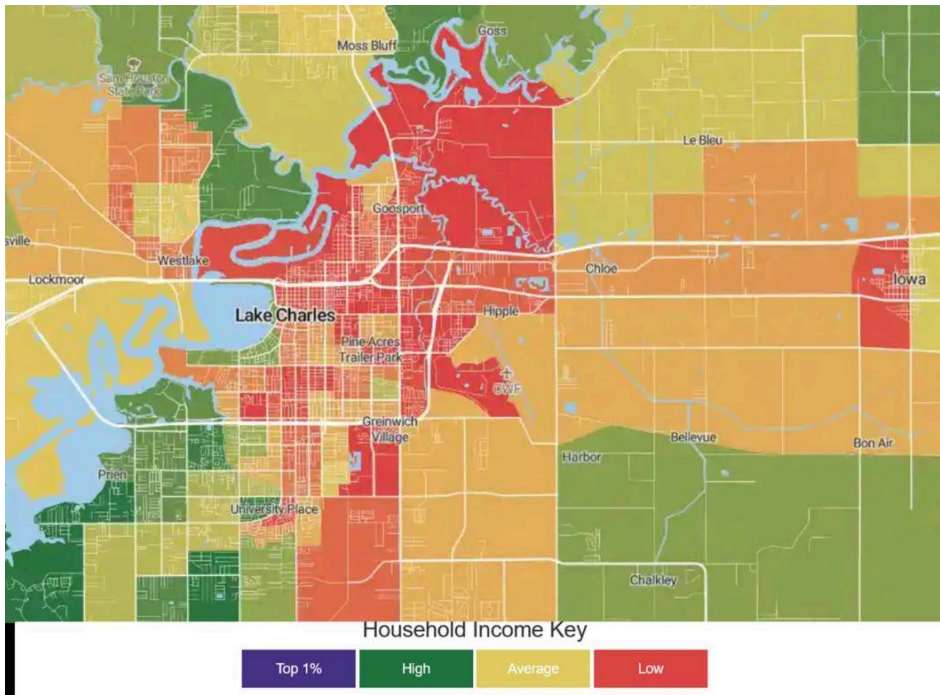 Goss
Moss Bluff
Sam Houston
State Park
Le Bleu
Goosport
sville
Westlake
Chloe
Lockmoor
Iowa
Hipple
Lake Charles
Pine Acres
Trailer Park
CWF
Greinwich
Village
Bellevue
Bon Air
Harbor
Prien
University Place
Chalkley
Household Income Key
Top 1%
High
Average
Low